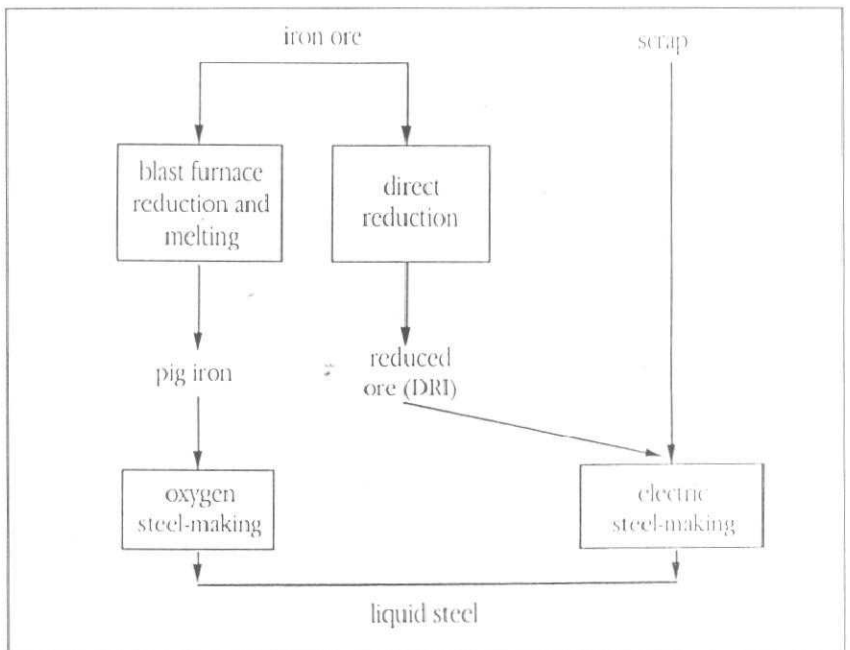 iron ore
scrap
blast furnace
reduction and
melting
direct
reduction
pig iron
reduced
ore (DRI)
oxygen
steel-making
electric
steel-making
liquid steel